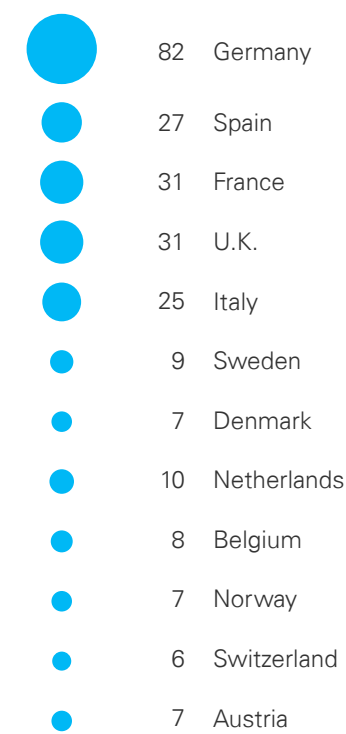 82 Germany
27 Spain
31 France
31 U.K.
25 Italy
9 Sweden
7 Denmark
10 Netherlands
8 Belgium
7 Norway
6 Switzerland
7 Austria